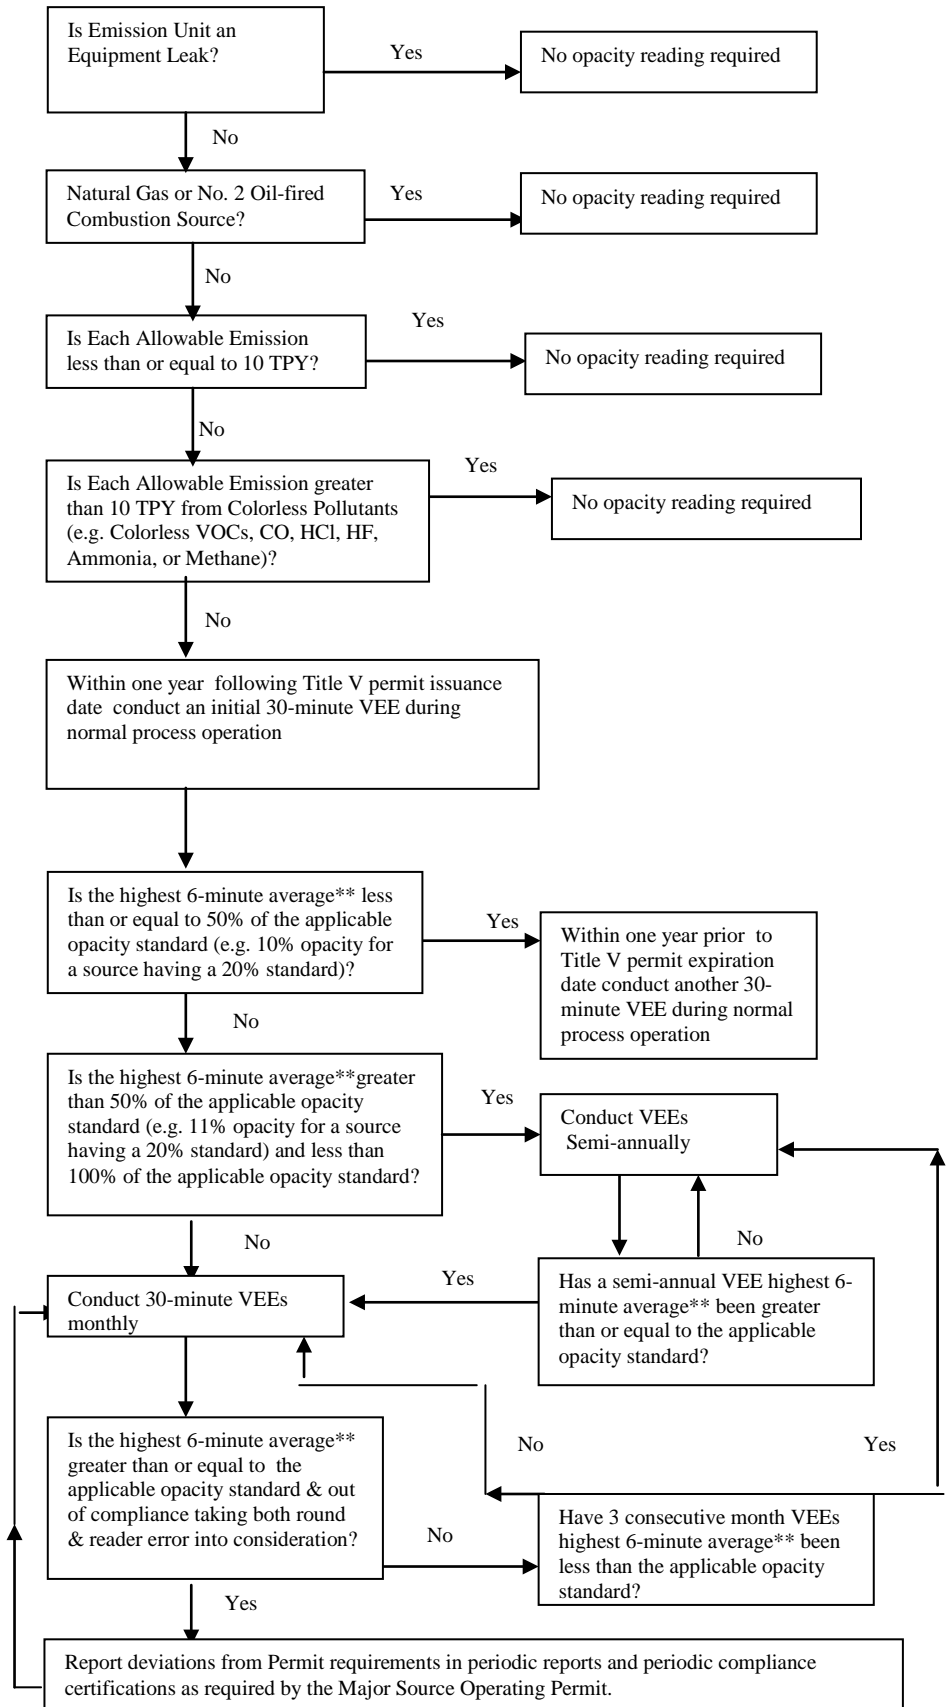 Is Emission Unit an
Equipment Leak?
Yes
No opacity reading required
No
Natural Gas or No. 2 Oil-fired
Combustion Source?
Yes
No opacity reading required
No
Is Each Allowable Emission
less than or equal to 10 TPY?
Yes
No opacity reading required
No
Is Each Allowable Emission greater
than 10 TPY from Colorless Pollutants
(e.g. Colorless VOCs, CO, HCl, HF,
Ammonia, or Methane)?
Yes
No opacity reading required
No
Within one year following Title V permit issuance
date conduct an initial 30-minute VEE during
normal process operation
Is the highest 6-minute average** less
than or equal to 50% of the applicable
opacity standard (e.g. 10% opacity for
a source having a 20% standard)?
Yes
Within one year prior to
Title V permit expiration
date conduct another 30-
minute VEE during normal
process operation
No
Is the highest 6-minute average**greater
than 50% of the applicable opacity
standard (e.g. 11% opacity for a source
having a 20% standard) and less than
100% of the applicable opacity standard?
Yes
Conduct VEEs
Semi-annually
No
No
Conduct 30-minute VEEs
monthly
Yes
Has a semi-annual VEE highest 6-
minute average** been greater
than or equal to the applicable
opacity standard?
Is the highest 6-minute average**
greater than or equal to the
applicable opacity standard & out
of compliance taking both round
& reader error into consideration?
No
Yes
No
Have 3 consecutive month VEEs
highest 6-minute average** been
less than the applicable opacity
standard?
Yes
Report deviations from Permit requirements in periodic reports and periodic compliance
certifications as required by the Major Source Operating Permit.